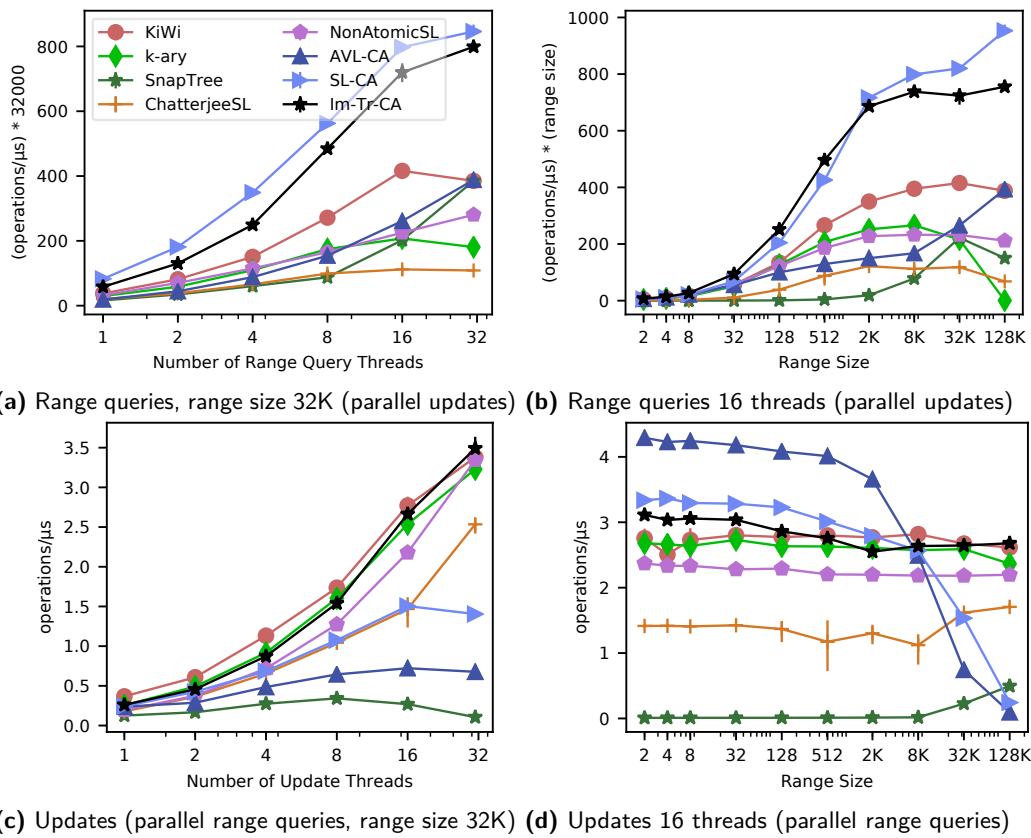 800
600
400
200
0
(operations/µs) * 32000
KiWi
k-ary
SnapTree
ChatterjeeSL
NonAtomicSL
AVL-CA
SL-CA
Im-Tr-CA
1 2 4 8 16 32
Number of Range Query Threads
1000
800
600
400
200
0
(operations/µs) * (range size)
2 4 8 32 128 512 2K 8K 32K 128K
Range Size
(a) Range queries, range size 32K (parallel updates) (b) Range queries 16 threads (parallel updates)
3.5
3.0
2.5
2.0
1.5
1.0
0.5
0.0
operations/µs
1 2 4 8 16 32
Number of Update Threads
4
3
2
1
0
operations/µs
2 4 8 32 128 512 2K 8K 32K 128K
Range Size
(c) Updates (parallel range queries, range size 32K) (d) Updates 16 threads (parallel range queries)